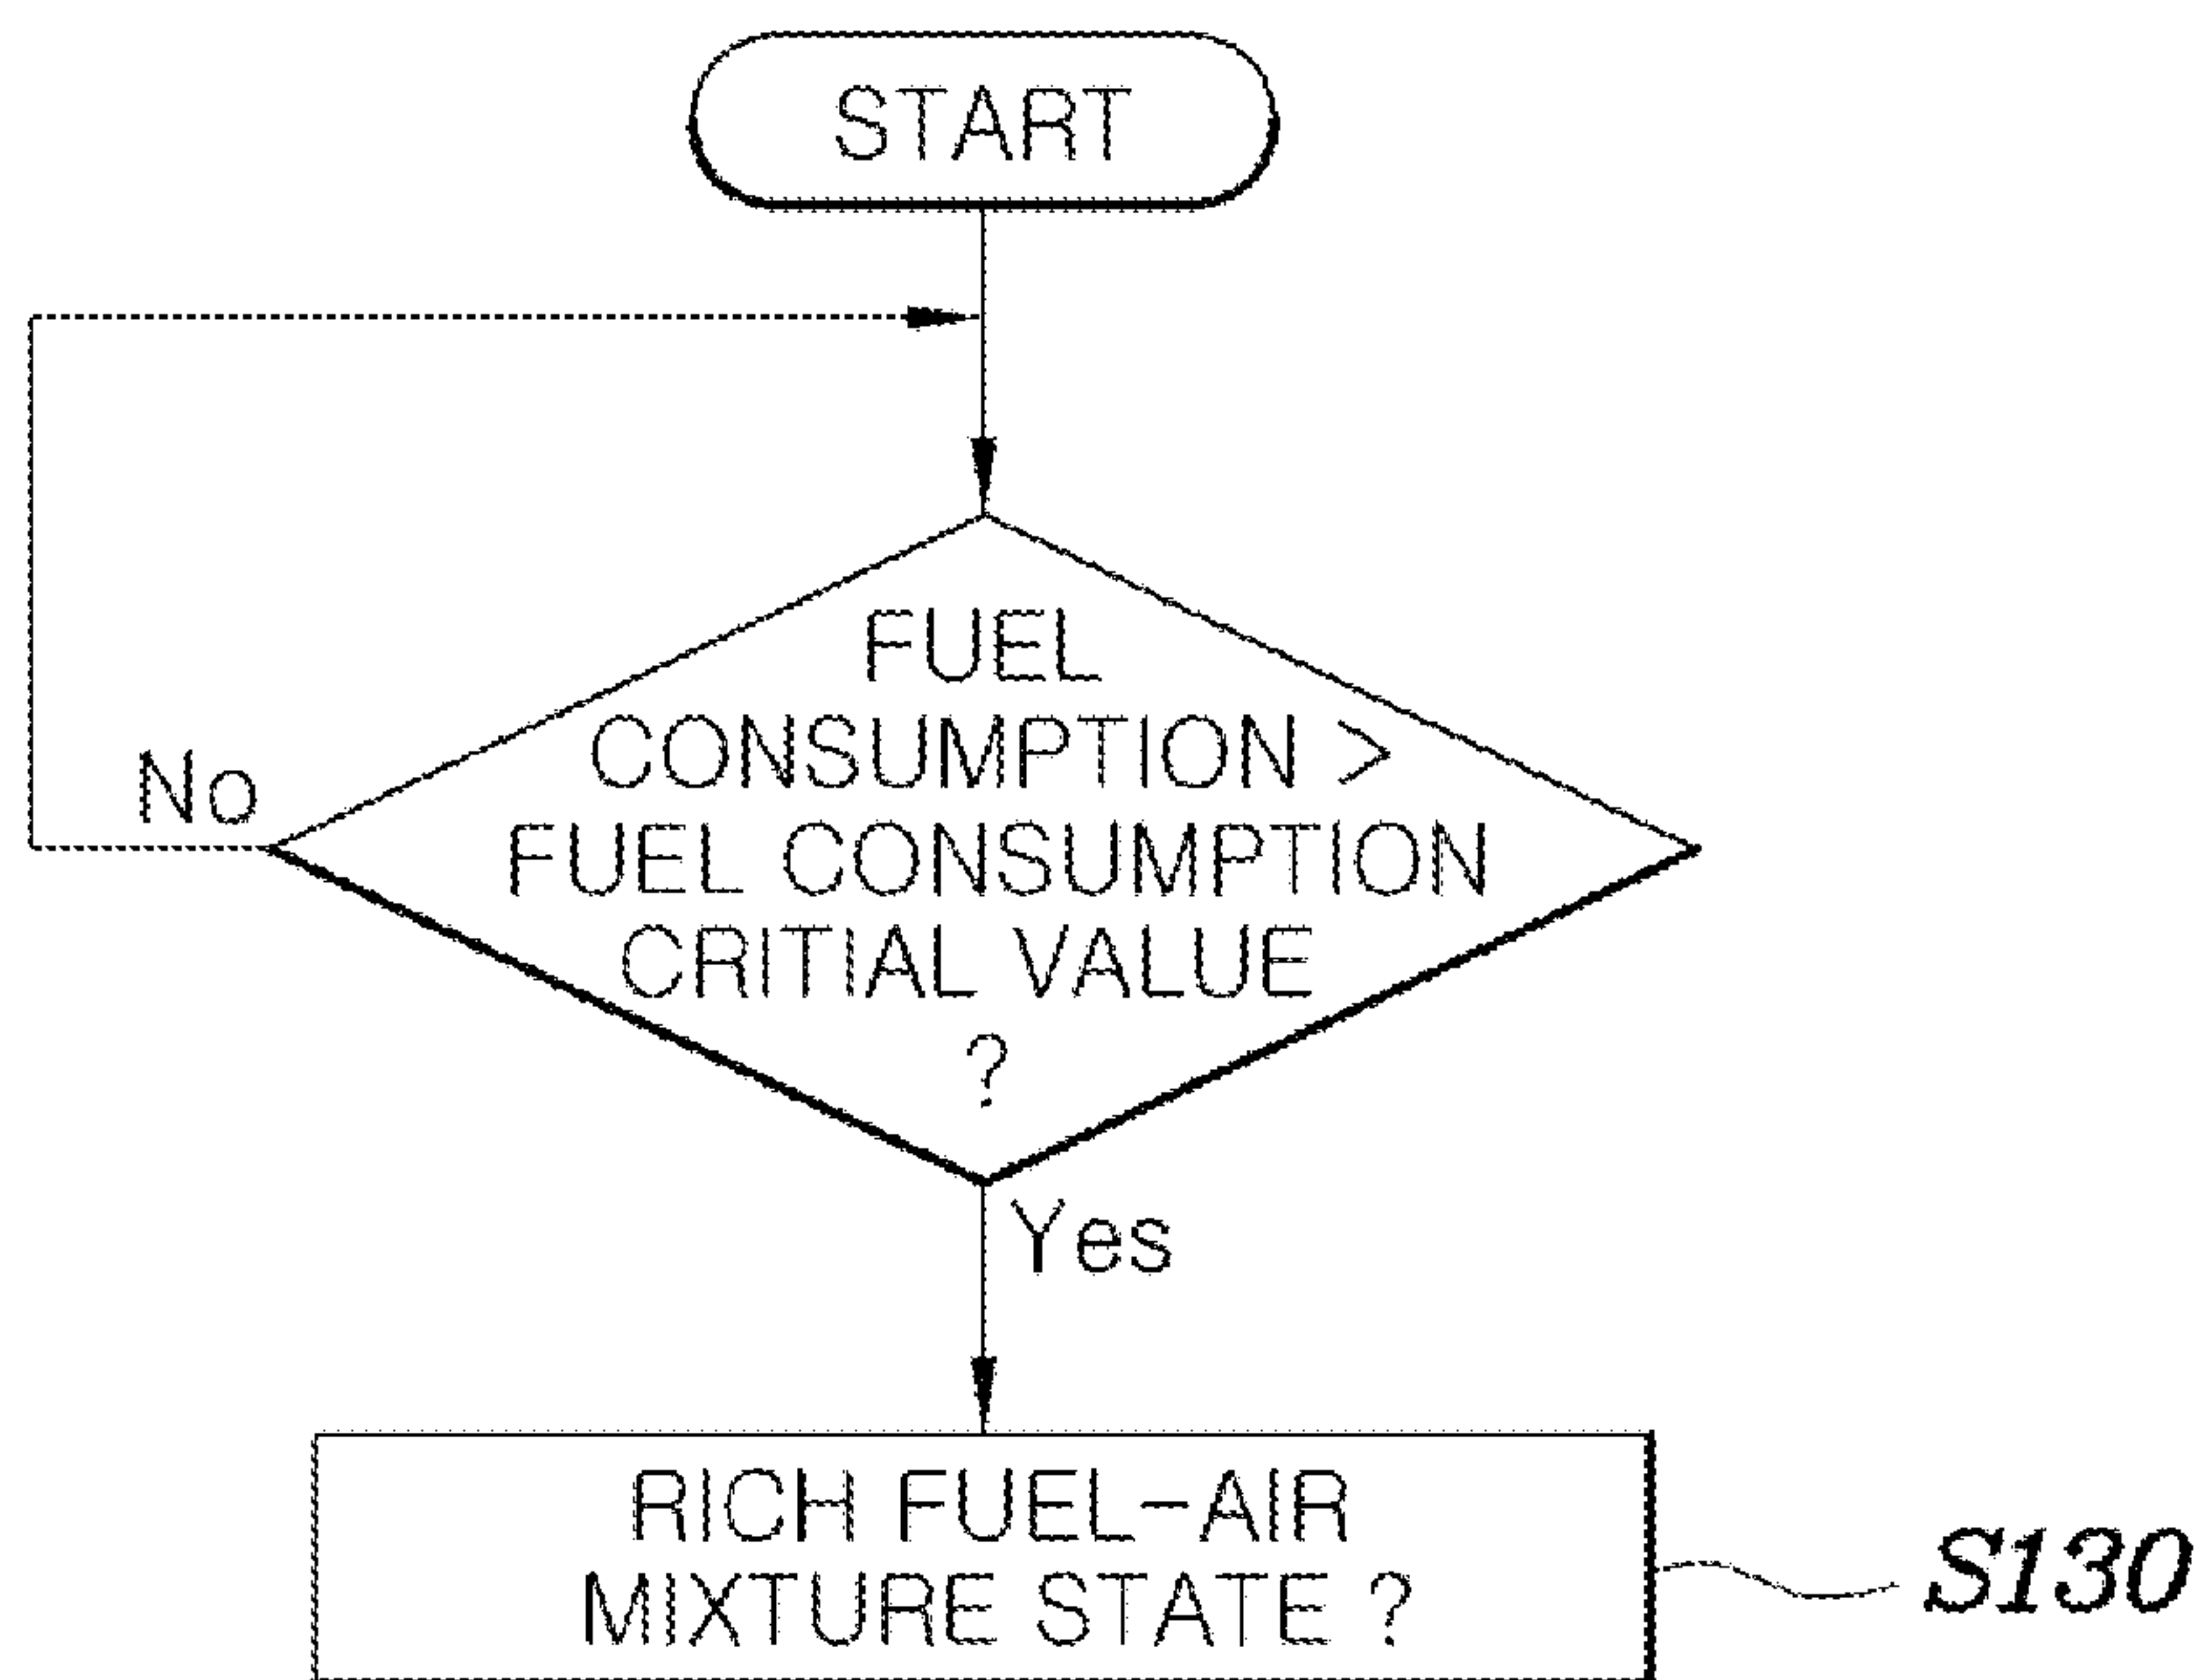 START
FUEL
CONSUMPTION >
No
FUEL CONSUMPTION
CRITIAL VALUE
?
Yes
RICH FUEL-AIR
MIXTURE STATE ?
S130